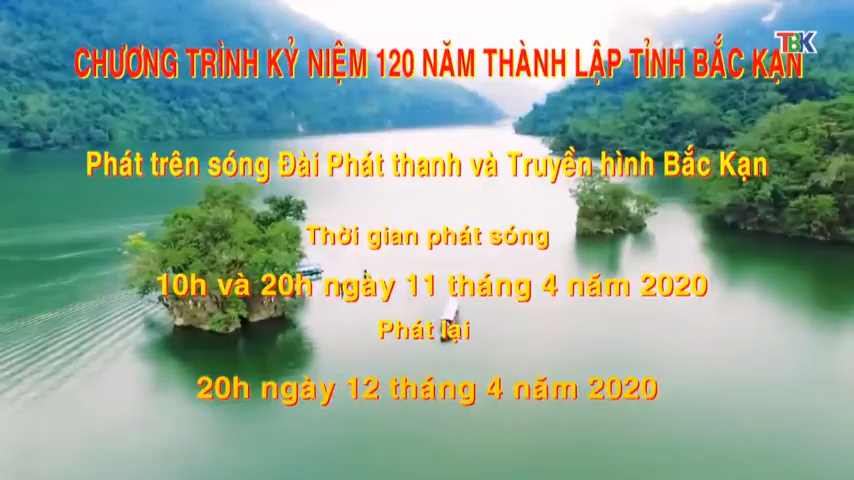 TBK
CHƯƠNG TRÌNH KỶ NIỆM 120 NĂM THÀNH LẬP TỈNH BẮC KẠN
Phát trên sóng Đài Phát thanh và Truyền hình Bắc Kạn
Thời gian phát sóng
10h và 20h ngày 11 tháng 4 năm 2020
Phát lại
20h ngày 12 tháng 4 năm 2020